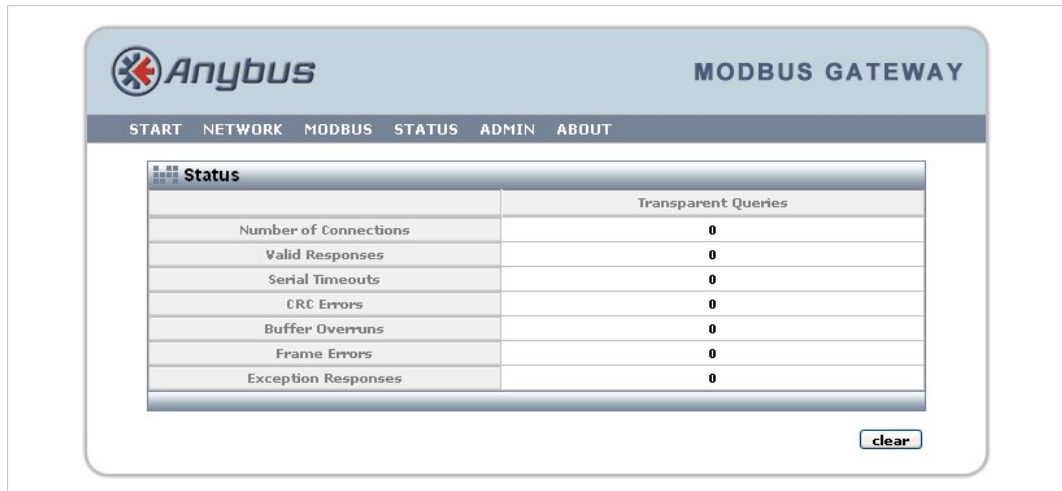 Anybus
MODBUS GATEWAY
START NETWORK MODBUS STATUS ADMIN ABOUT
Status
Transparent Queries
Number of Connections 0
Valid Responses 0
Serial Timeouts 0
CRC Errors 0
Buffer Overruns 0
Frame Errors 0
Exception Responses 0
clear